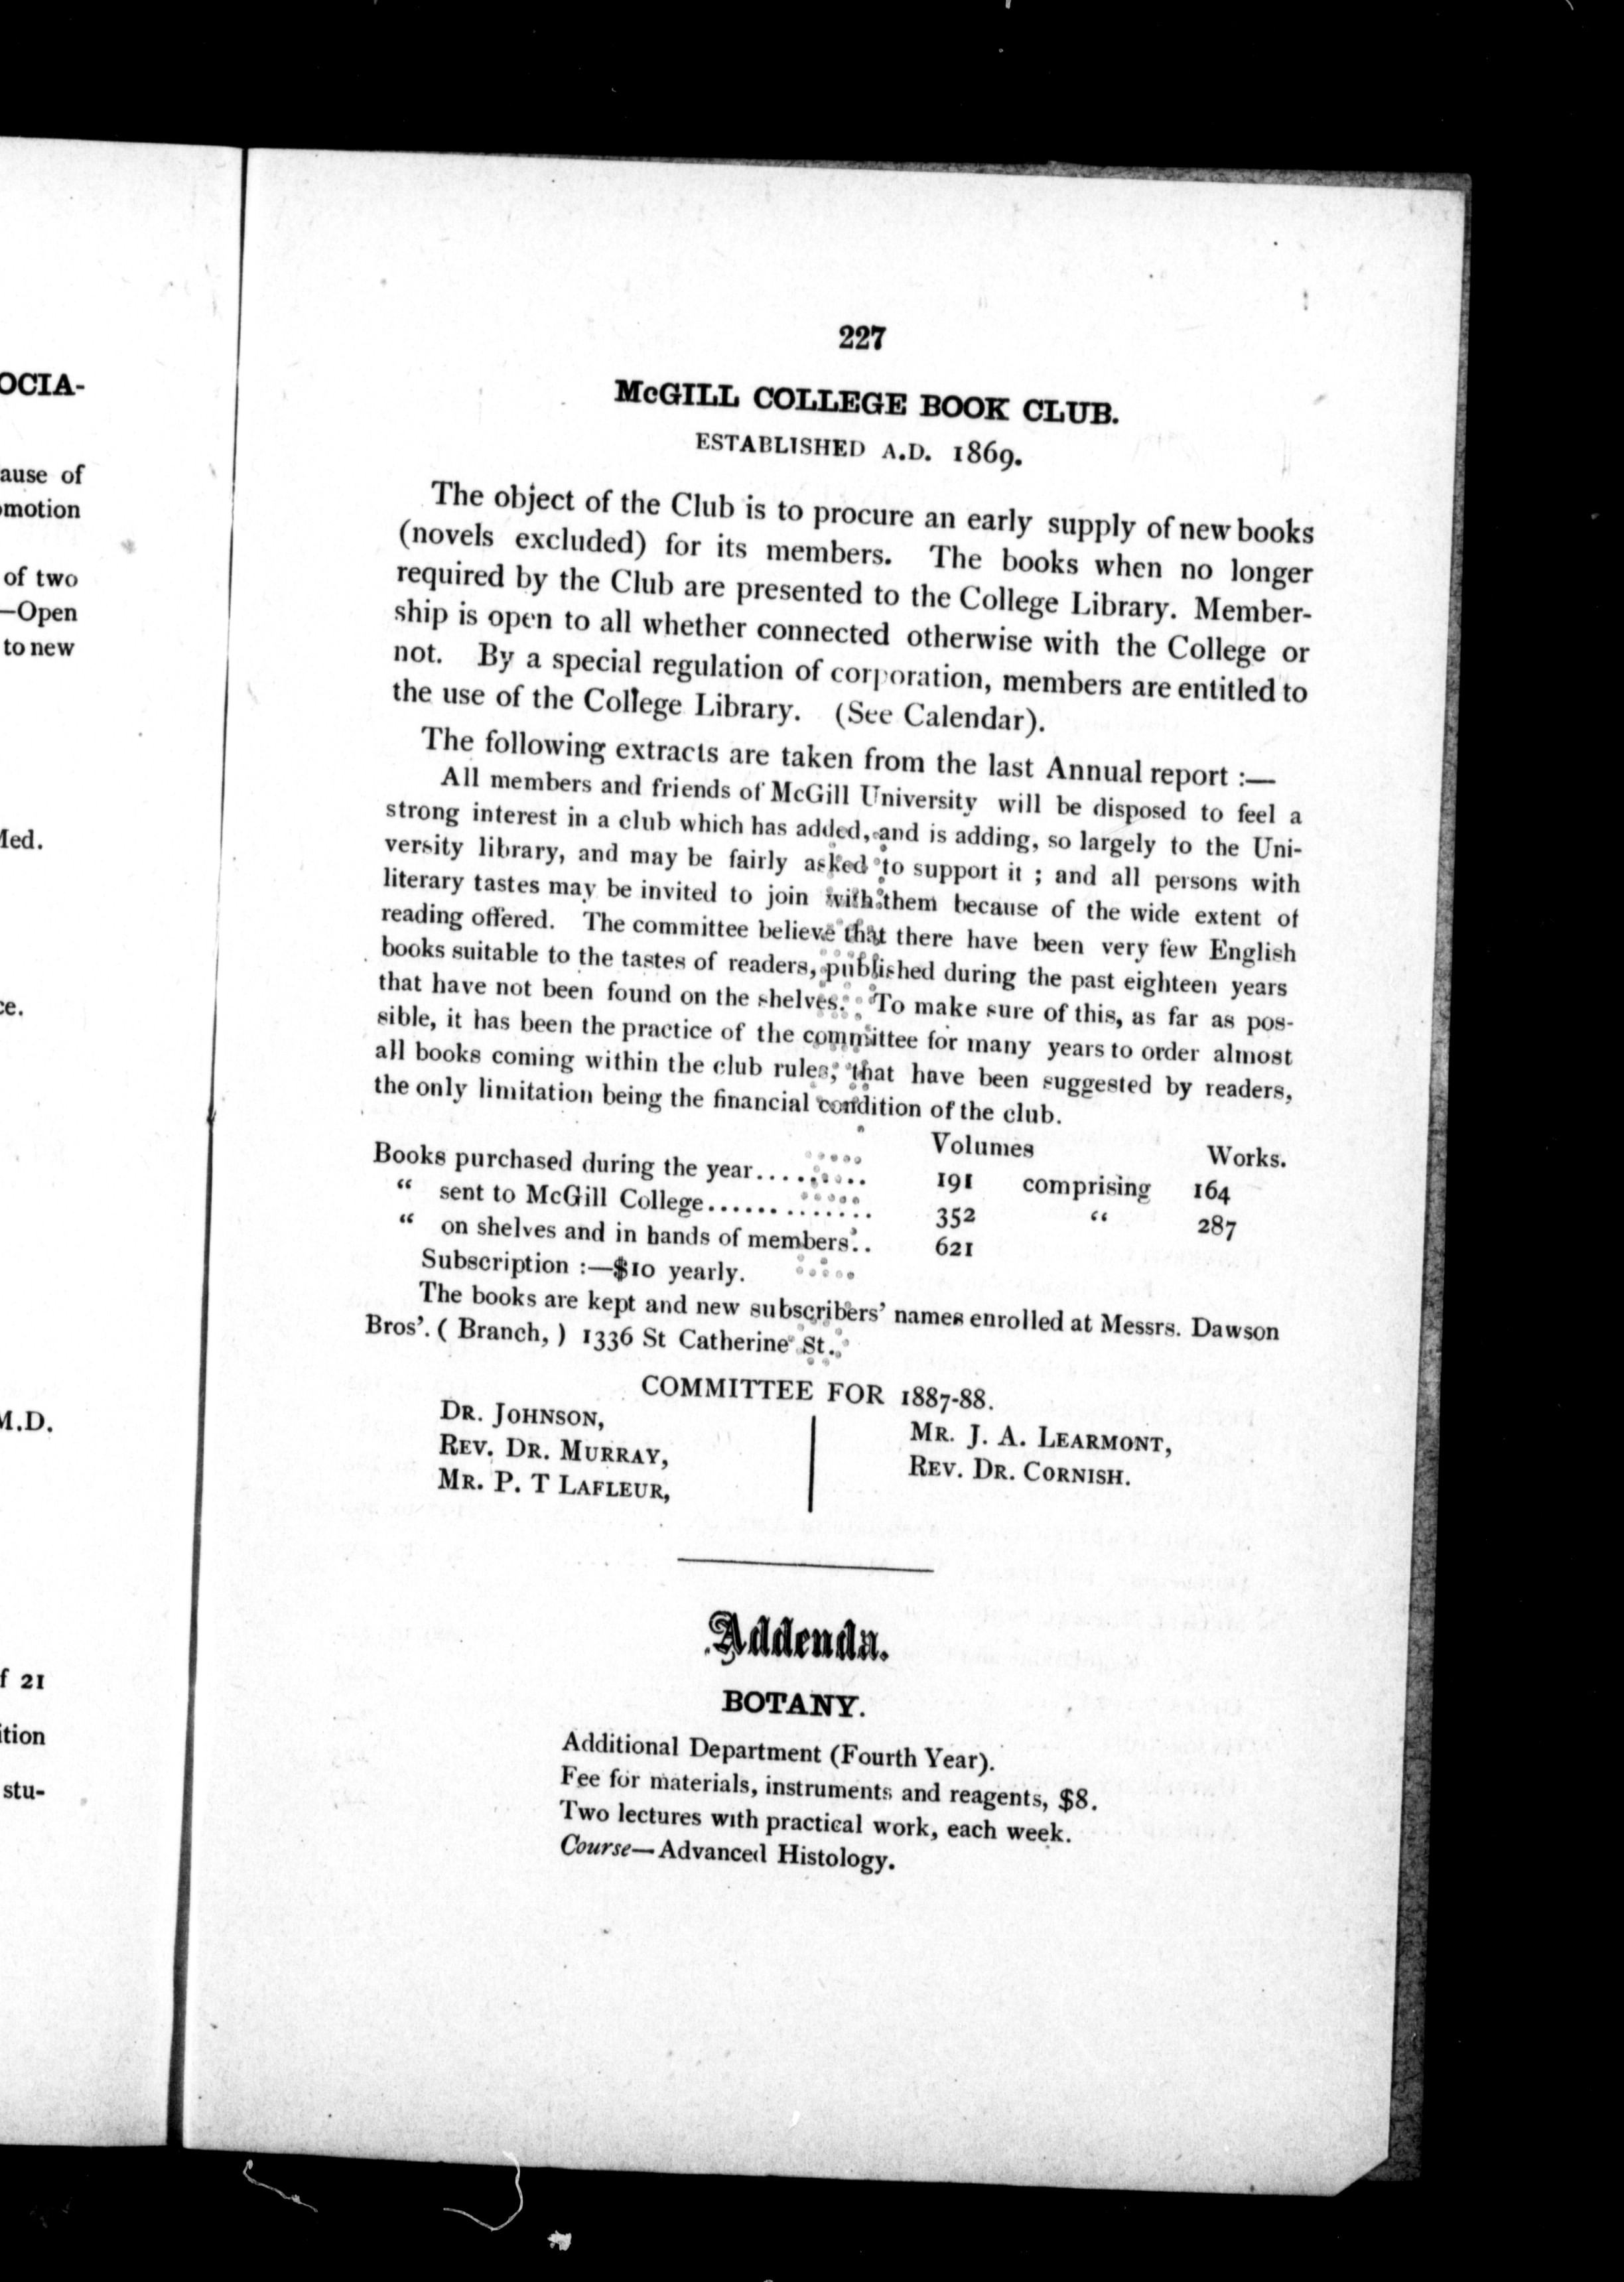 OCIA-
ause of
motion
of two
—Open
to new
Med.
ce.
M.D.
f 21
ition
stu-
227
McGILL COLLEGE BOOK CLUB.
ESTABLISHED A.D. 1869.
The object of the Club is to procure an early supply of new books
(novels excluded) for its members. The books when no longer
required by the Club are presented to the College Library. Member-
ship is open to all whether connected otherwise with the College or
not. By a special regulation of corporation, members are entitled to
the use of the College Library. (See Calendar).
The following extracts are taken from the last Annual report :—
All members and friends of McGill University will be disposed to feel a
strong interest in a club which has added, and is adding, so largely to the Uni-
versity library, and may be fairly asked to support it ; and all persons with
literary tastes may be invited to join with them because of the wide extent of
reading offered. The committee believe that there have been very few English
books suitable to the tastes of readers, published during the past eighteen years
that have not been found on the shelves. To make sure of this, as far as pos-
sible, it has been the practice of the committee for many years to order almost
all books coming within the club rules, that have been suggested by readers,
the only limitation being the financial condition of the club.
Volumes Works.
Books purchased during the year.......... 191 comprising 164
“ sent to McGill College............. 352 “ 287
“ on shelves and in hands of members.. 621
Subscription :—$10 yearly.
The books are kept and new subscribers’ names enrolled at Messrs. Dawson
Bros’. ( Branch, ) 1336 St Catherine St.
COMMITTEE FOR 1887-88.
DR. JOHNSON,
REV. DR. MURRAY,
MR. P. T LAFLEUR,
MR. J. A. LEARMONT,
REV. DR. CORNISH.
Addenda.
BOTANY.
Additional Department (Fourth Year).
Fee for materials, instruments and reagents, $8.
Two lectures with practical work, each week.
Course—Advanced Histology.